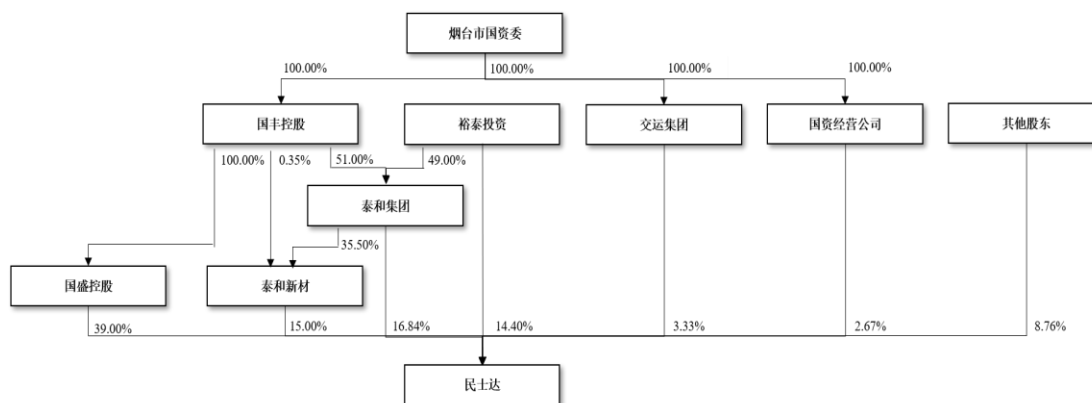 烟台市国资委
100.00%
100.00%
100.00%
100.00%
国丰控股
裕泰投资
交运集团
国资经营公司
其他股东
100.00%
0.35%
51.00%
49.00%
泰和集团
35.50%
国盛控股
泰和新材
39.00%
15.00%
16.84%
14.40%
3.33%
2.67%
8.76%
民士达